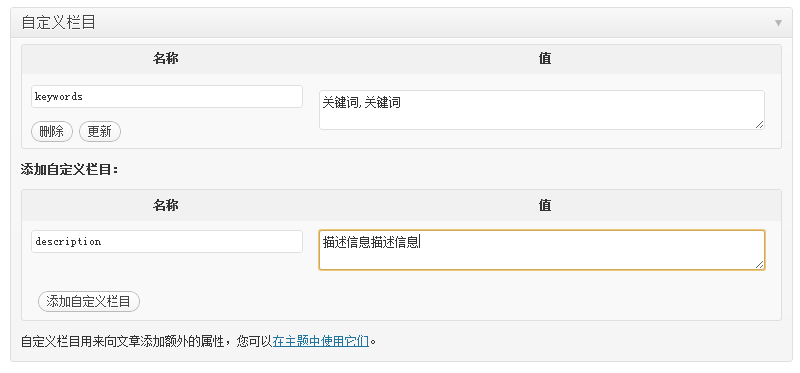 自定义栏目
名称 值
keywords 关键词,关键词
删除 更新
添加自定义栏目：
名称 值
description 描述信息描述信息
添加自定义栏目
自定义栏目用来向文章添加额外的属性，您可以在主题中使用它们。